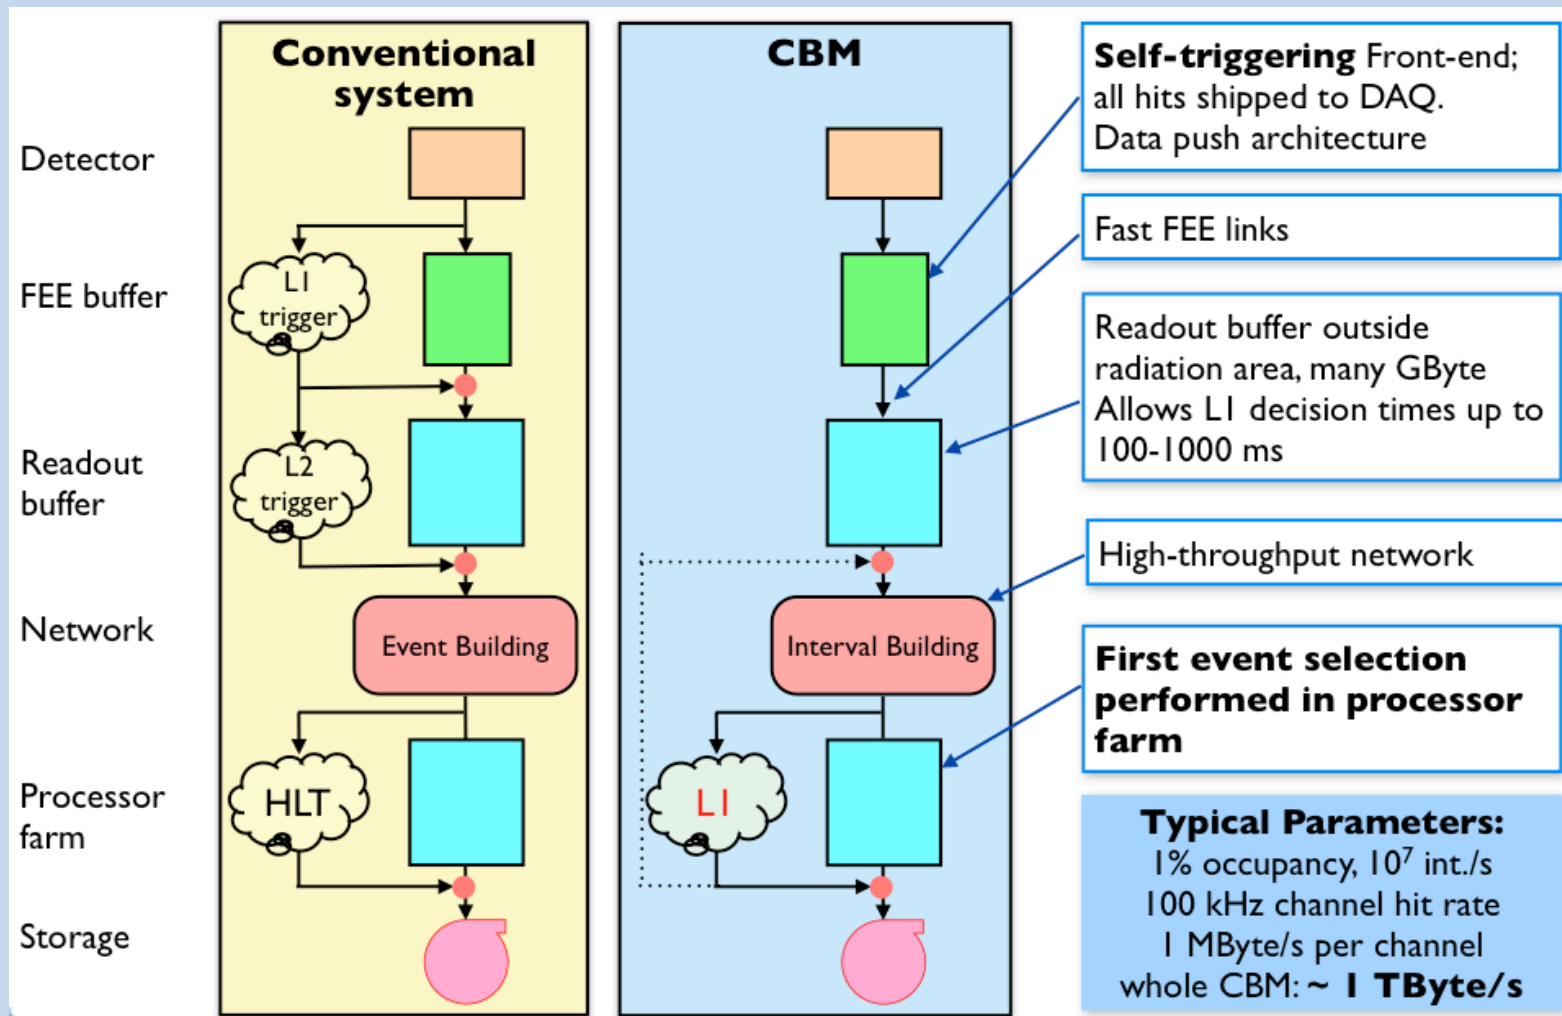 Conventional
system
CBM
Self-triggering Front-end;
all hits shipped to DAQ.
Data push architecture
Detector
Fast FEE links
FEE buffer
L1
trigger
Readout buffer outside
radiation area, many GByte
Allows L1 decision times up to
100-1000 ms
Readout
buffer
L2
trigger
High-throughput network
Network
Event Building
Interval Building
First event selection
performed in processor
farm
Processor
farm
HLT
L1
Typical Parameters:
1% occupancy, 10⁷ int./s
100 kHz channel hit rate
1 MByte/s per channel
whole CBM: ~ 1 TByte/s
Storage